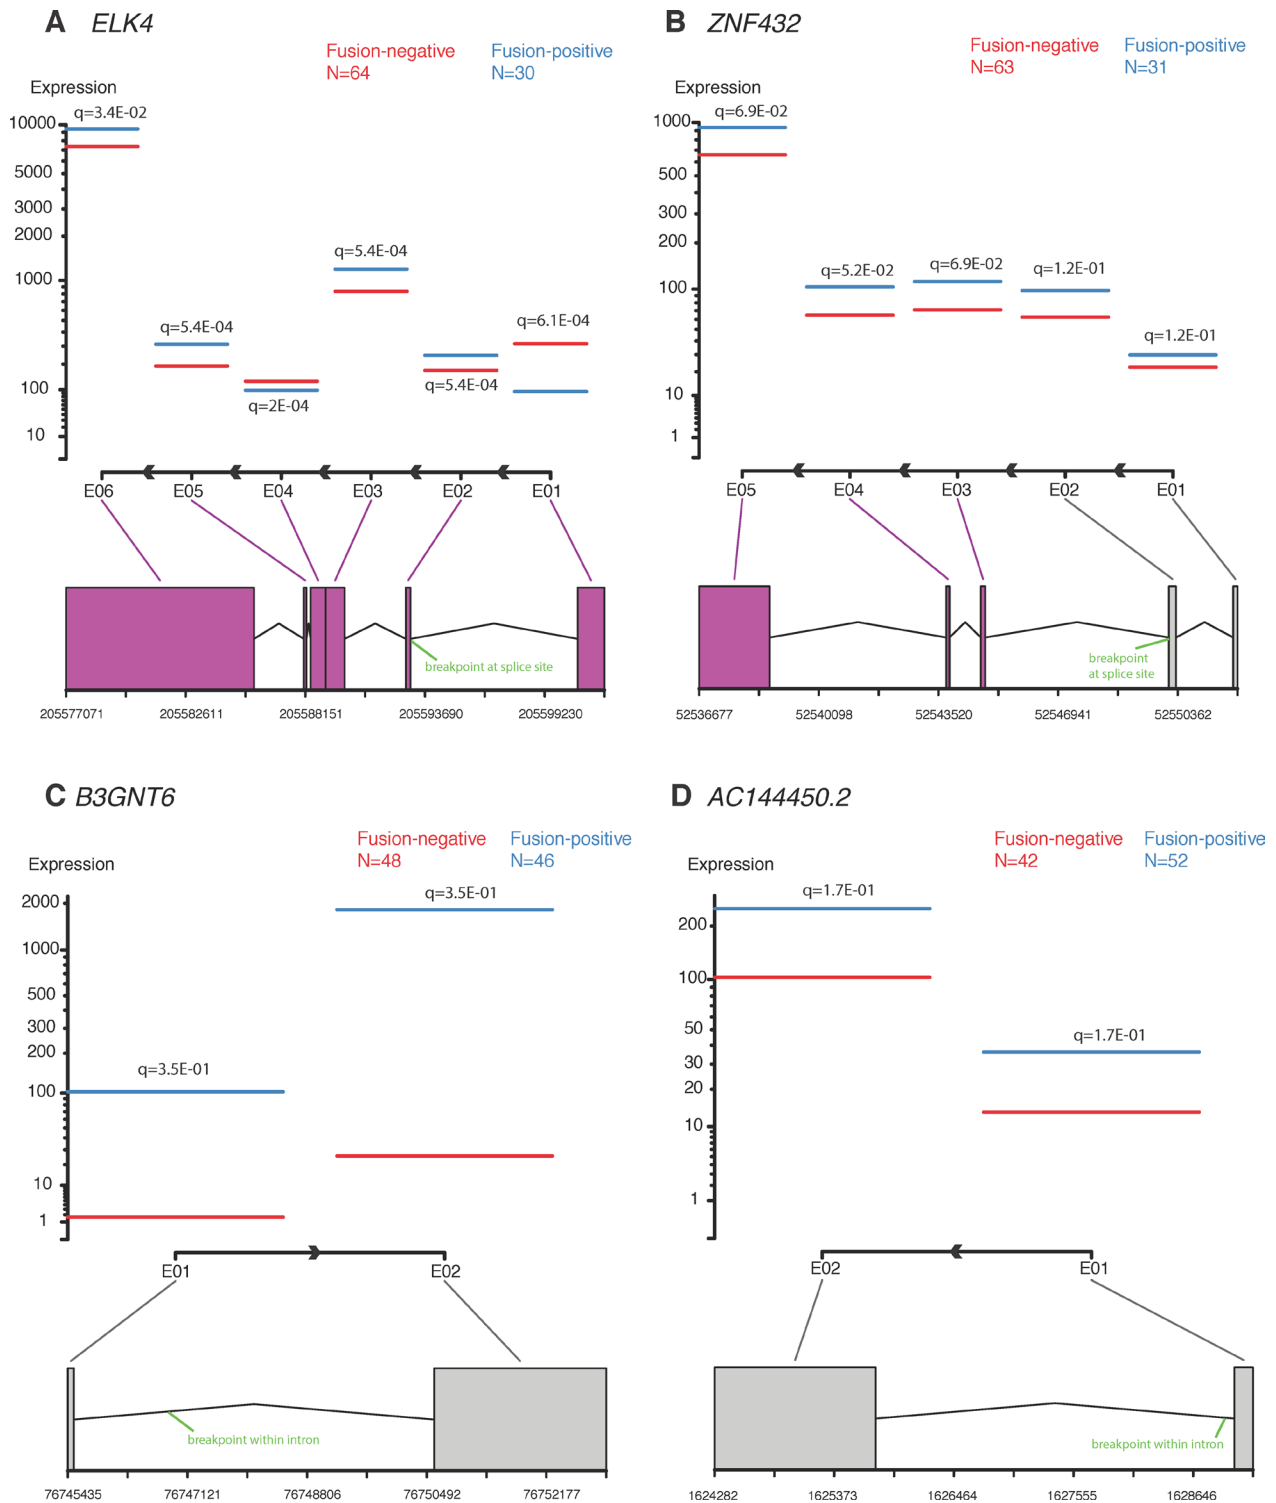 A ELK4
Fusion-negative Fusion-positive
N=64 N=30
Expression
q=3.4E-02
10000
5000
3000
2000
1000
100
10
q=5.4E-04
q=2E-04
q=5.4E-04
q=5.4E-04
q=6.1E-04
E06 E05 E04 E03 E02 E01
breakpoint at splice site
205577071 205582611 205588151 205593690 205599230
B ZNF432
Fusion-negative Fusion-positive
N=63 N=31
Expression
q=6.9E-02
1000
500
300
200
100
10
1
q=5.2E-02
q=6.9E-02
q=1.2E-01
q=1.2E-01
E05 E04 E03 E02 E01
breakpoint
at splice site
52536677 52540098 52543520 52546941 52550362
C B3GNT6
Fusion-negative Fusion-positive
N=48 N=46
Expression
q=3.5E-01
2000
1000
500
300
200
100
10
1
q=3.5E-01
E01 E02
breakpoint within intron
76745435 76747121 76748806 76750492 76752177
D AC144450.2
Fusion-negative Fusion-positive
N=42 N=52
Expression
q=1.7E-01
200
100
50
30
20
10
1
q=1.7E-01
E02 E01
breakpoint within intron
1624282 1625373 1626464 1627555 1628646